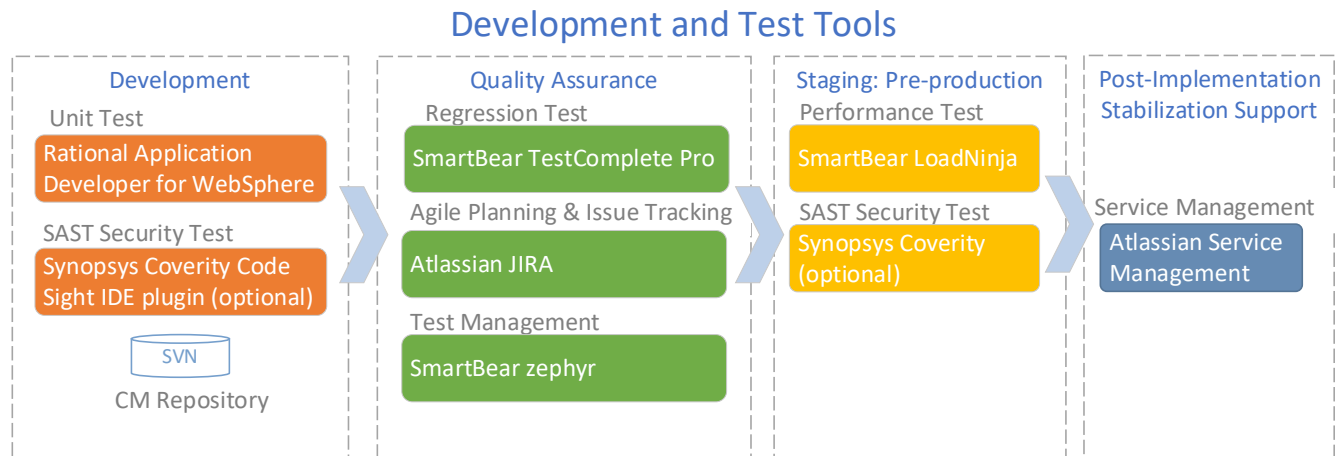 Development and Test Tools
Development
Unit Test
Rational Application
Developer for WebSphere
SAST Security Test
Synopsys Coverity Code
Sight IDE plugin (optional)
SVN
CM Repository
Quality Assurance
Regression Test
SmartBear TestComplete Pro
Agile Planning & Issue Tracking
Atlassian JIRA
Test Management
SmartBear zephyr
Staging: Pre-production
Performance Test
SmartBear LoadNinja
SAST Security Test
Synopsys Coverity
(optional)
Post-Implementation
Stabilization Support
Service Management
Atlassian Service
Management